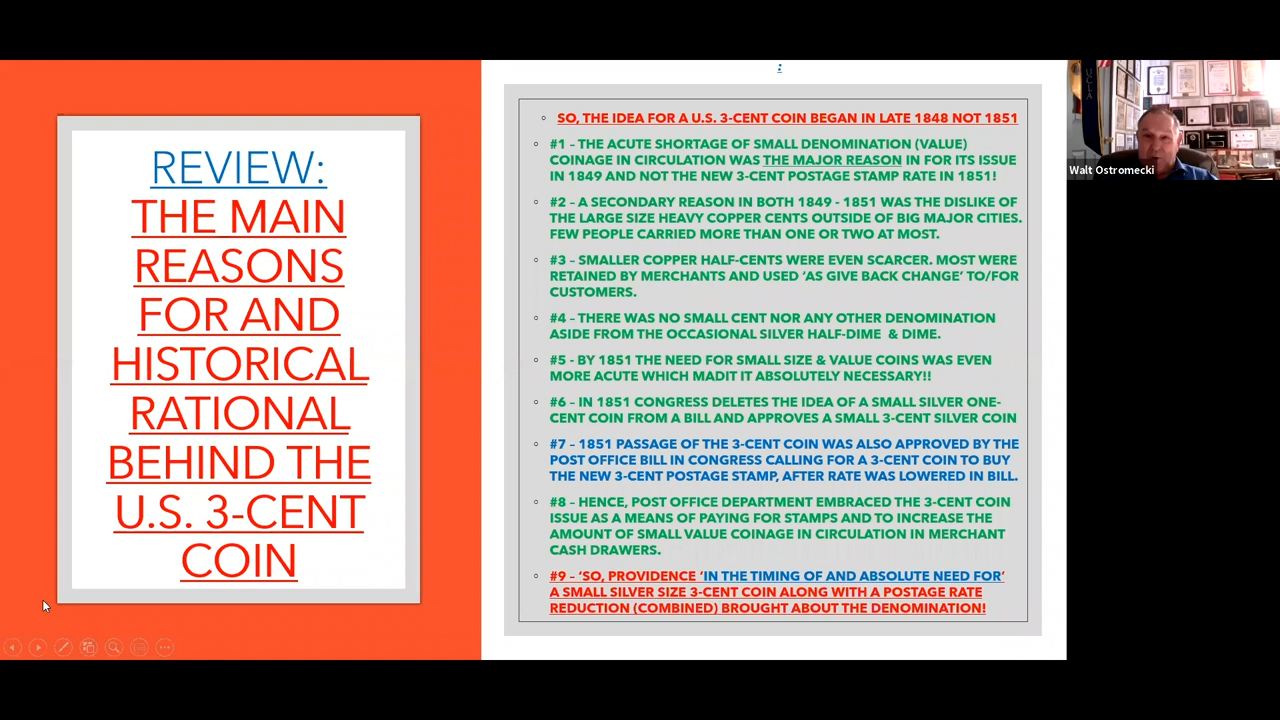 REVIEW:
THE MAIN
REASONS
FOR AND
HISTORICAL
RATIONAL
BEHIND THE
U.S. 3-CENT
COIN
:
SO, THE IDEA FOR A U.S. 3-CENT COIN BEGAN IN LATE 1848 NOT 1851
#1 – THE ACUTE SHORTAGE OF SMALL DENOMINATION (VALUE)
COINAGE IN CIRCULATION WAS THE MAJOR REASON IN FOR ITS ISSUE
IN 1849 AND NOT THE NEW 3-CENT POSTAGE STAMP RATE IN 1851!
#2 – A SECONDARY REASON IN BOTH 1849 - 1851 WAS THE DISLIKE OF
THE LARGE SIZE HEAVY COPPER CENTS OUTSIDE OF BIG MAJOR CITIES.
FEW PEOPLE CARRIED MORE THAN ONE OR TWO AT MOST.
#3 – SMALLER COPPER HALF-CENTS WERE EVEN SCARCER. MOST WERE
RETAINED BY MERCHANTS AND USED ‘AS GIVE BACK CHANGE’ TO/FOR
CUSTOMERS.
#4 – THERE WAS NO SMALL CENT NOR ANY OTHER DENOMINATION
ASIDE FROM THE OCCASIONAL SILVER HALF-DIME & DIME.
#5 - BY 1851 THE NEED FOR SMALL SIZE & VALUE COINS WAS EVEN
MORE ACUTE WHICH MADIT IT ABSOLUTELY NECESSARY!!
#6 – IN 1851 CONGRESS DELETES THE IDEA OF A SMALL SILVER ONE-
CENT COIN FROM A BILL AND APPROVES A SMALL 3-CENT SILVER COIN
#7 – 1851 PASSAGE OF THE 3-CENT COIN WAS ALSO APPROVED BY THE
POST OFFICE BILL IN CONGRESS CALLING FOR A 3-CENT COIN TO BUY
THE NEW 3-CENT POSTAGE STAMP, AFTER RATE WAS LOWERED IN BILL.
#8 – HENCE, POST OFFICE DEPARTMENT EMBRACED THE 3-CENT COIN
ISSUE AS A MEANS OF PAYING FOR STAMPS AND TO INCREASE THE
AMOUNT OF SMALL VALUE COINAGE IN CIRCULATION IN MERCHANT
CASH DRAWERS.
#9 – ‘SO, PROVIDENCE ‘IN THE TIMING OF AND ABSOLUTE NEED FOR’
A SMALL SILVER SIZE 3-CENT COIN ALONG WITH A POSTAGE RATE
REDUCTION (COMBINED) BROUGHT ABOUT THE DENOMINATION!
UCLA
Walt Ostromecki